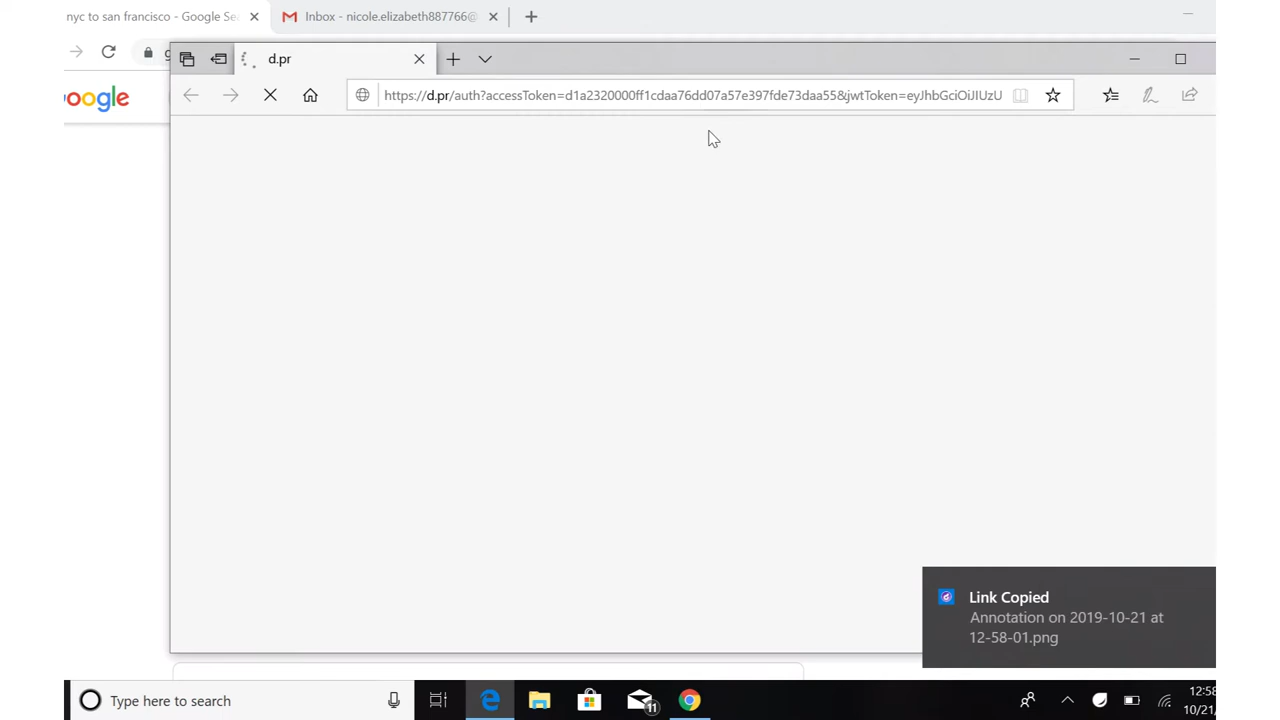 nyc to san francisco - Google Se
Inbox - nicole.elizabeth887766@
d.pr
https://d.pr/auth?accessToken=d1a2320000ff1cdaa76dd07a57e397fde73daa55&jwtToken=eyJhbGciOiJIUzU
oogle
Link Copied
Annotation on 2019-10-21 at
12-58-01.png
Type here to search
11
12:58
10/21/